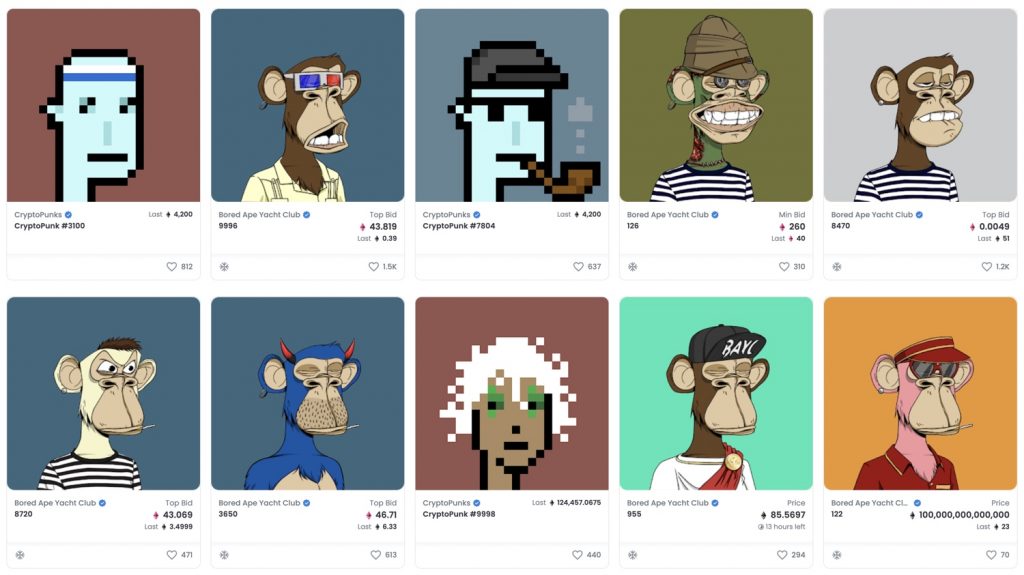 CryptoPunks Last 4,200
CryptoPunk #3100
812
Bored Ape Yacht Club Top Bid
9996 43.819
Last 0.39
1.5K
CryptoPunks Last 4,200
CryptoPunk #7804
637
Bored Ape Yacht Club Min Bid
126 260
Last 40
310
Bored Ape Yacht Club Top Bid
8470 0.0049
Last 51
1.2K
Bored Ape Yacht Club Top Bid
8720 43.069
Last 3.4999
471
Bored Ape Yacht Club Top Bid
3650 46.71
Last 6.33
613
CryptoPunks Last 124,457.0675
CryptoPunk #9998
440
BAYC
Bored Ape Yacht Club Price
955 85.5697
13 hours left
294
Bored Ape Yacht Cl... Price
122 100,000,000,000,000
Last 23
70